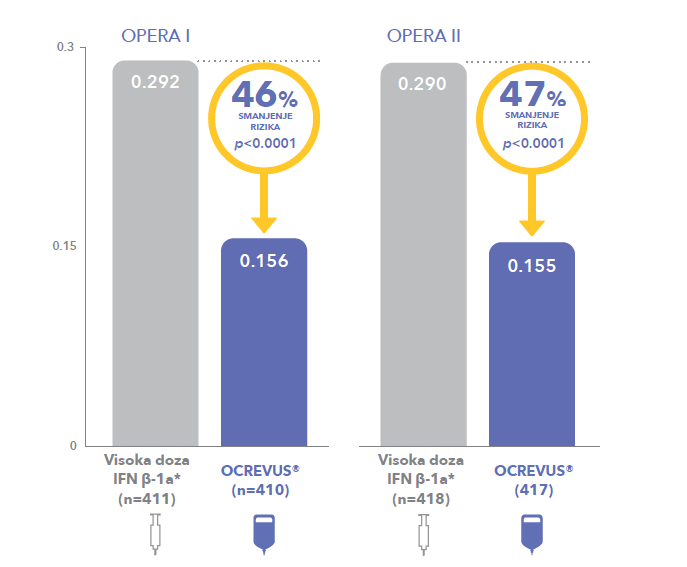 OPERA I
OPERA II
0.3
0.292
46%
SMANJENJE
RIZIKA
p<0.0001
0.290
47%
SMANJENJE
RIZIKA
p<0.0001
0.15
0.156
0.155
0
Visoka doza
IFN β-1a*
(n=411)
OCREVUS®
(n=410)
Visoka doza
IFN β-1a*
(n=418)
OCREVUS®
(417)